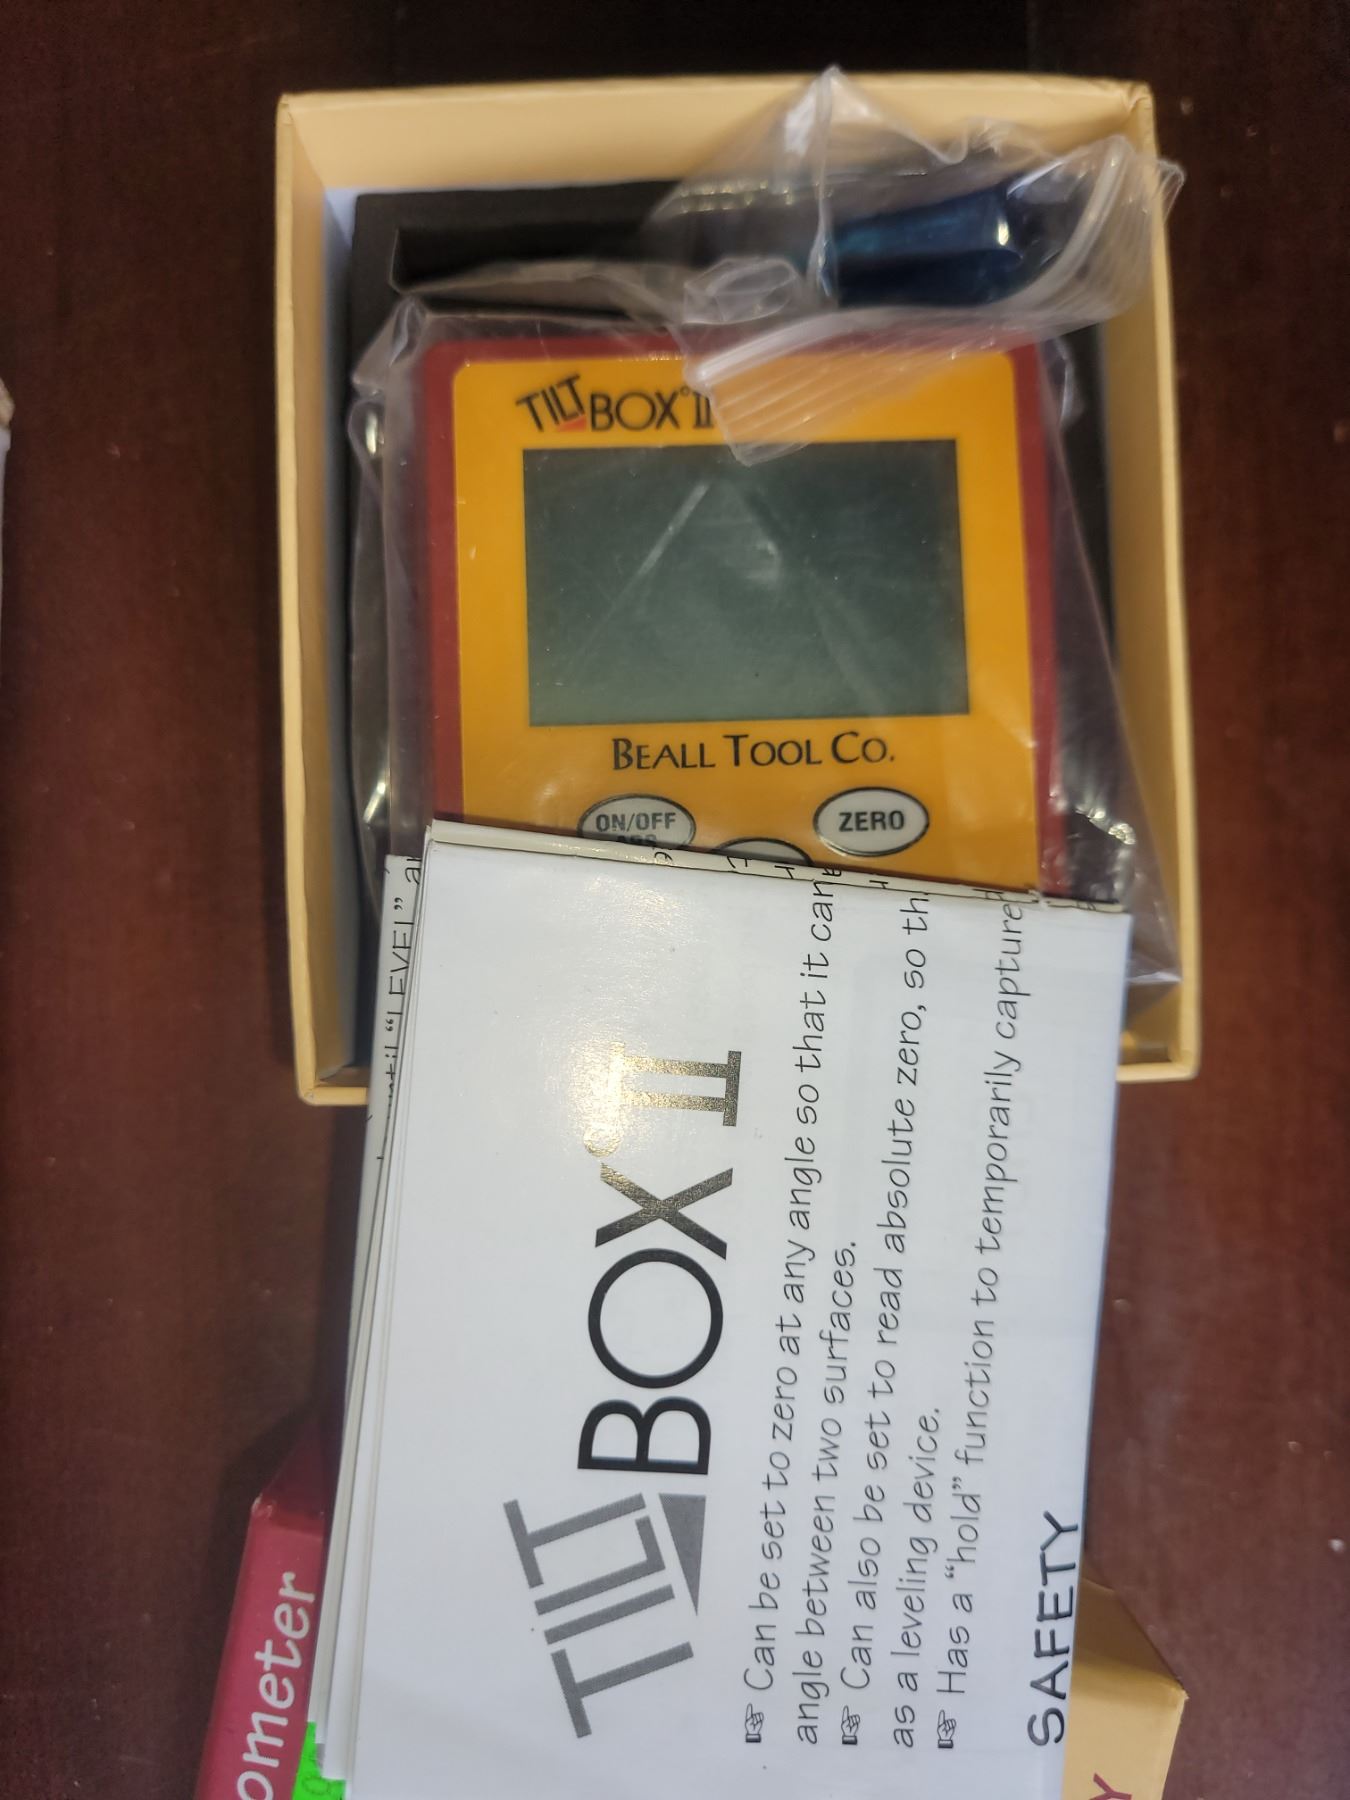 TILT BOX° II
BEALL TOOL CO.
ON/OFF
ABS
ZERO
"LEVEL"
TILT BOX° II
☞ Can be set to zero at any angle so that it can
angle between two surfaces.
☞ Can also be set to read absolute zero, so
as a leveling device.
☞ Has a "hold" function to temporarily capture
SAFETY
ometer